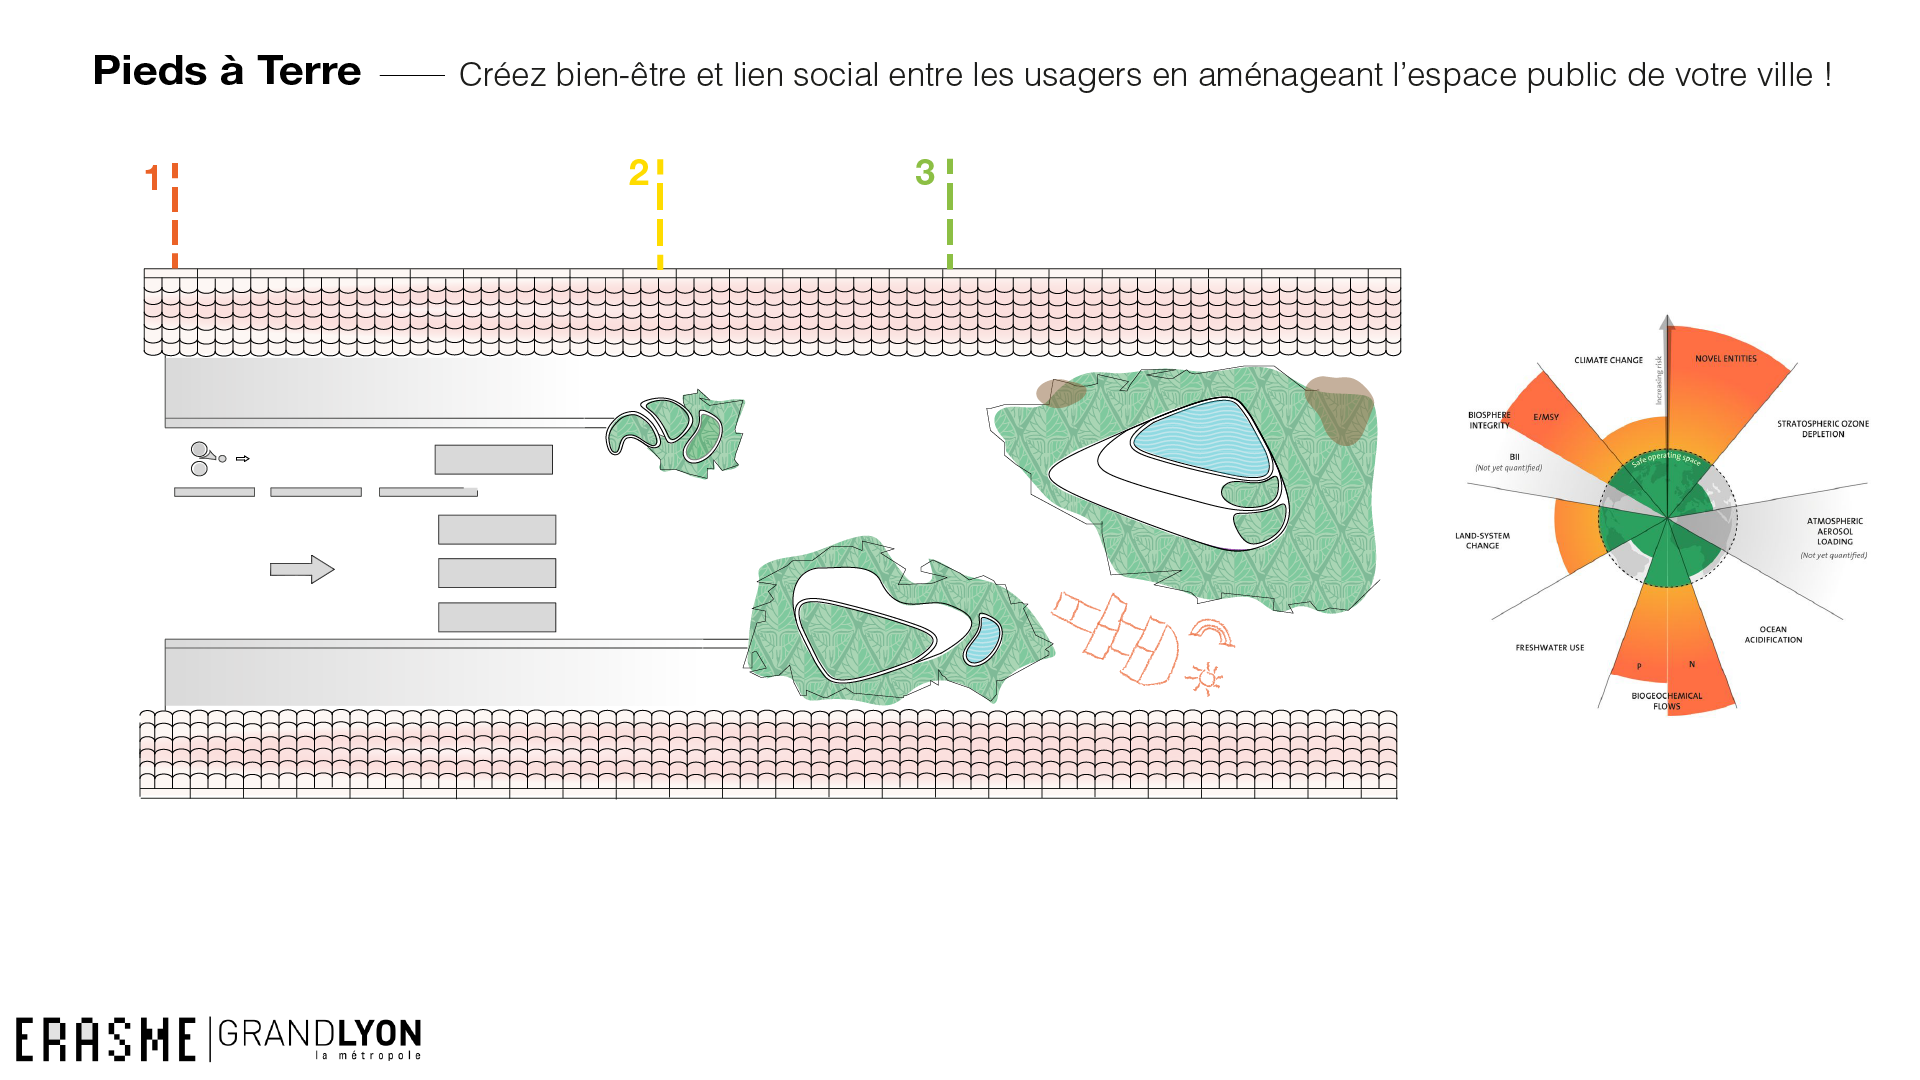 Pieds à Terre
Créez bien-être et lien social entre les usagers en aménageant l’espace public de votre ville !
1
2
3
CLIMATE CHANGE
Increasing risk
NOVEL ENTITIES
STRATOSPHERIC OZONE
DEPLETION
BIOSPHERE
INTEGRITY
E/MSY
BII
(Not yet quantified)
Safe operating space
ATMOSPHERIC
AEROSOL
LOADING
(Not yet quantified)
LAND-SYSTEM
CHANGE
FRESHWATER USE
OCEAN
ACIDIFICATION
P
N
BIOGEOCHEMICAL
FLOWS
ERASME
GRANDLYON
la métropole